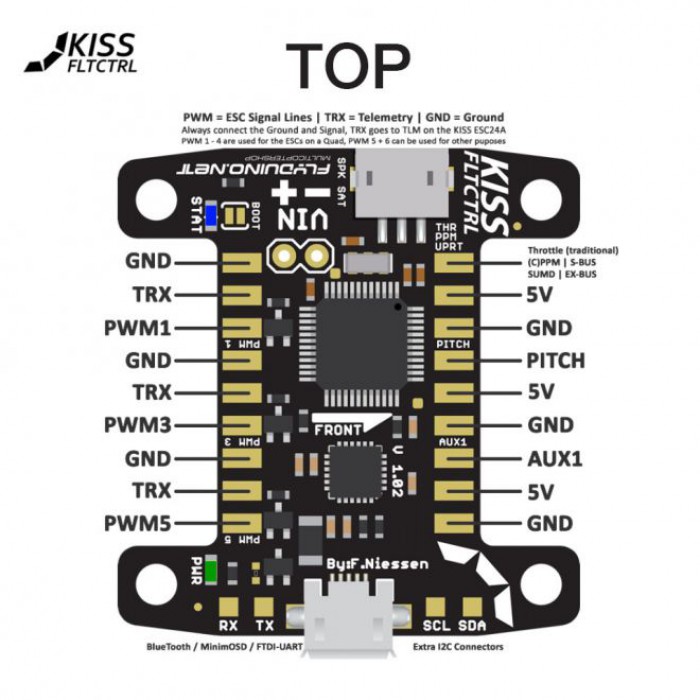 KISS
FLTCTRL
TOP
PWM = ESC Signal Lines | TRX = Telemetry | GND = Ground
Always connect the Ground and Signal, TRX goes to TLM on the KISS ESC24A
PWM 1 - 4 are used for the ESCs on a Quad, PWM 5 + 6 can be used for other puposes
FLYDUINO.NET
MULTICOPTERSHOP
SPK SAT
KISS
FLTCTRL
STAT
BOOT
+ -
VIN
THR
PPM
UPRT
Throttle (traditional)
(C)PPM | S-BUS
SUMD | EX-BUS
GND
TRX
5V
PWM1
PWM 1
GND
PITCH
GND
PITCH
TRX
5V
FRONT
PWM3
PWM 3
GND
AUX1
V 1.02
GND
AUX1
TRX
5V
PWM5
PWM 5
GND
PWR
By:F.Niessen
RX
TX
SCL
SDA
BlueTooth / MinimOSD / FTDI-UART
Extra I2C Connectors